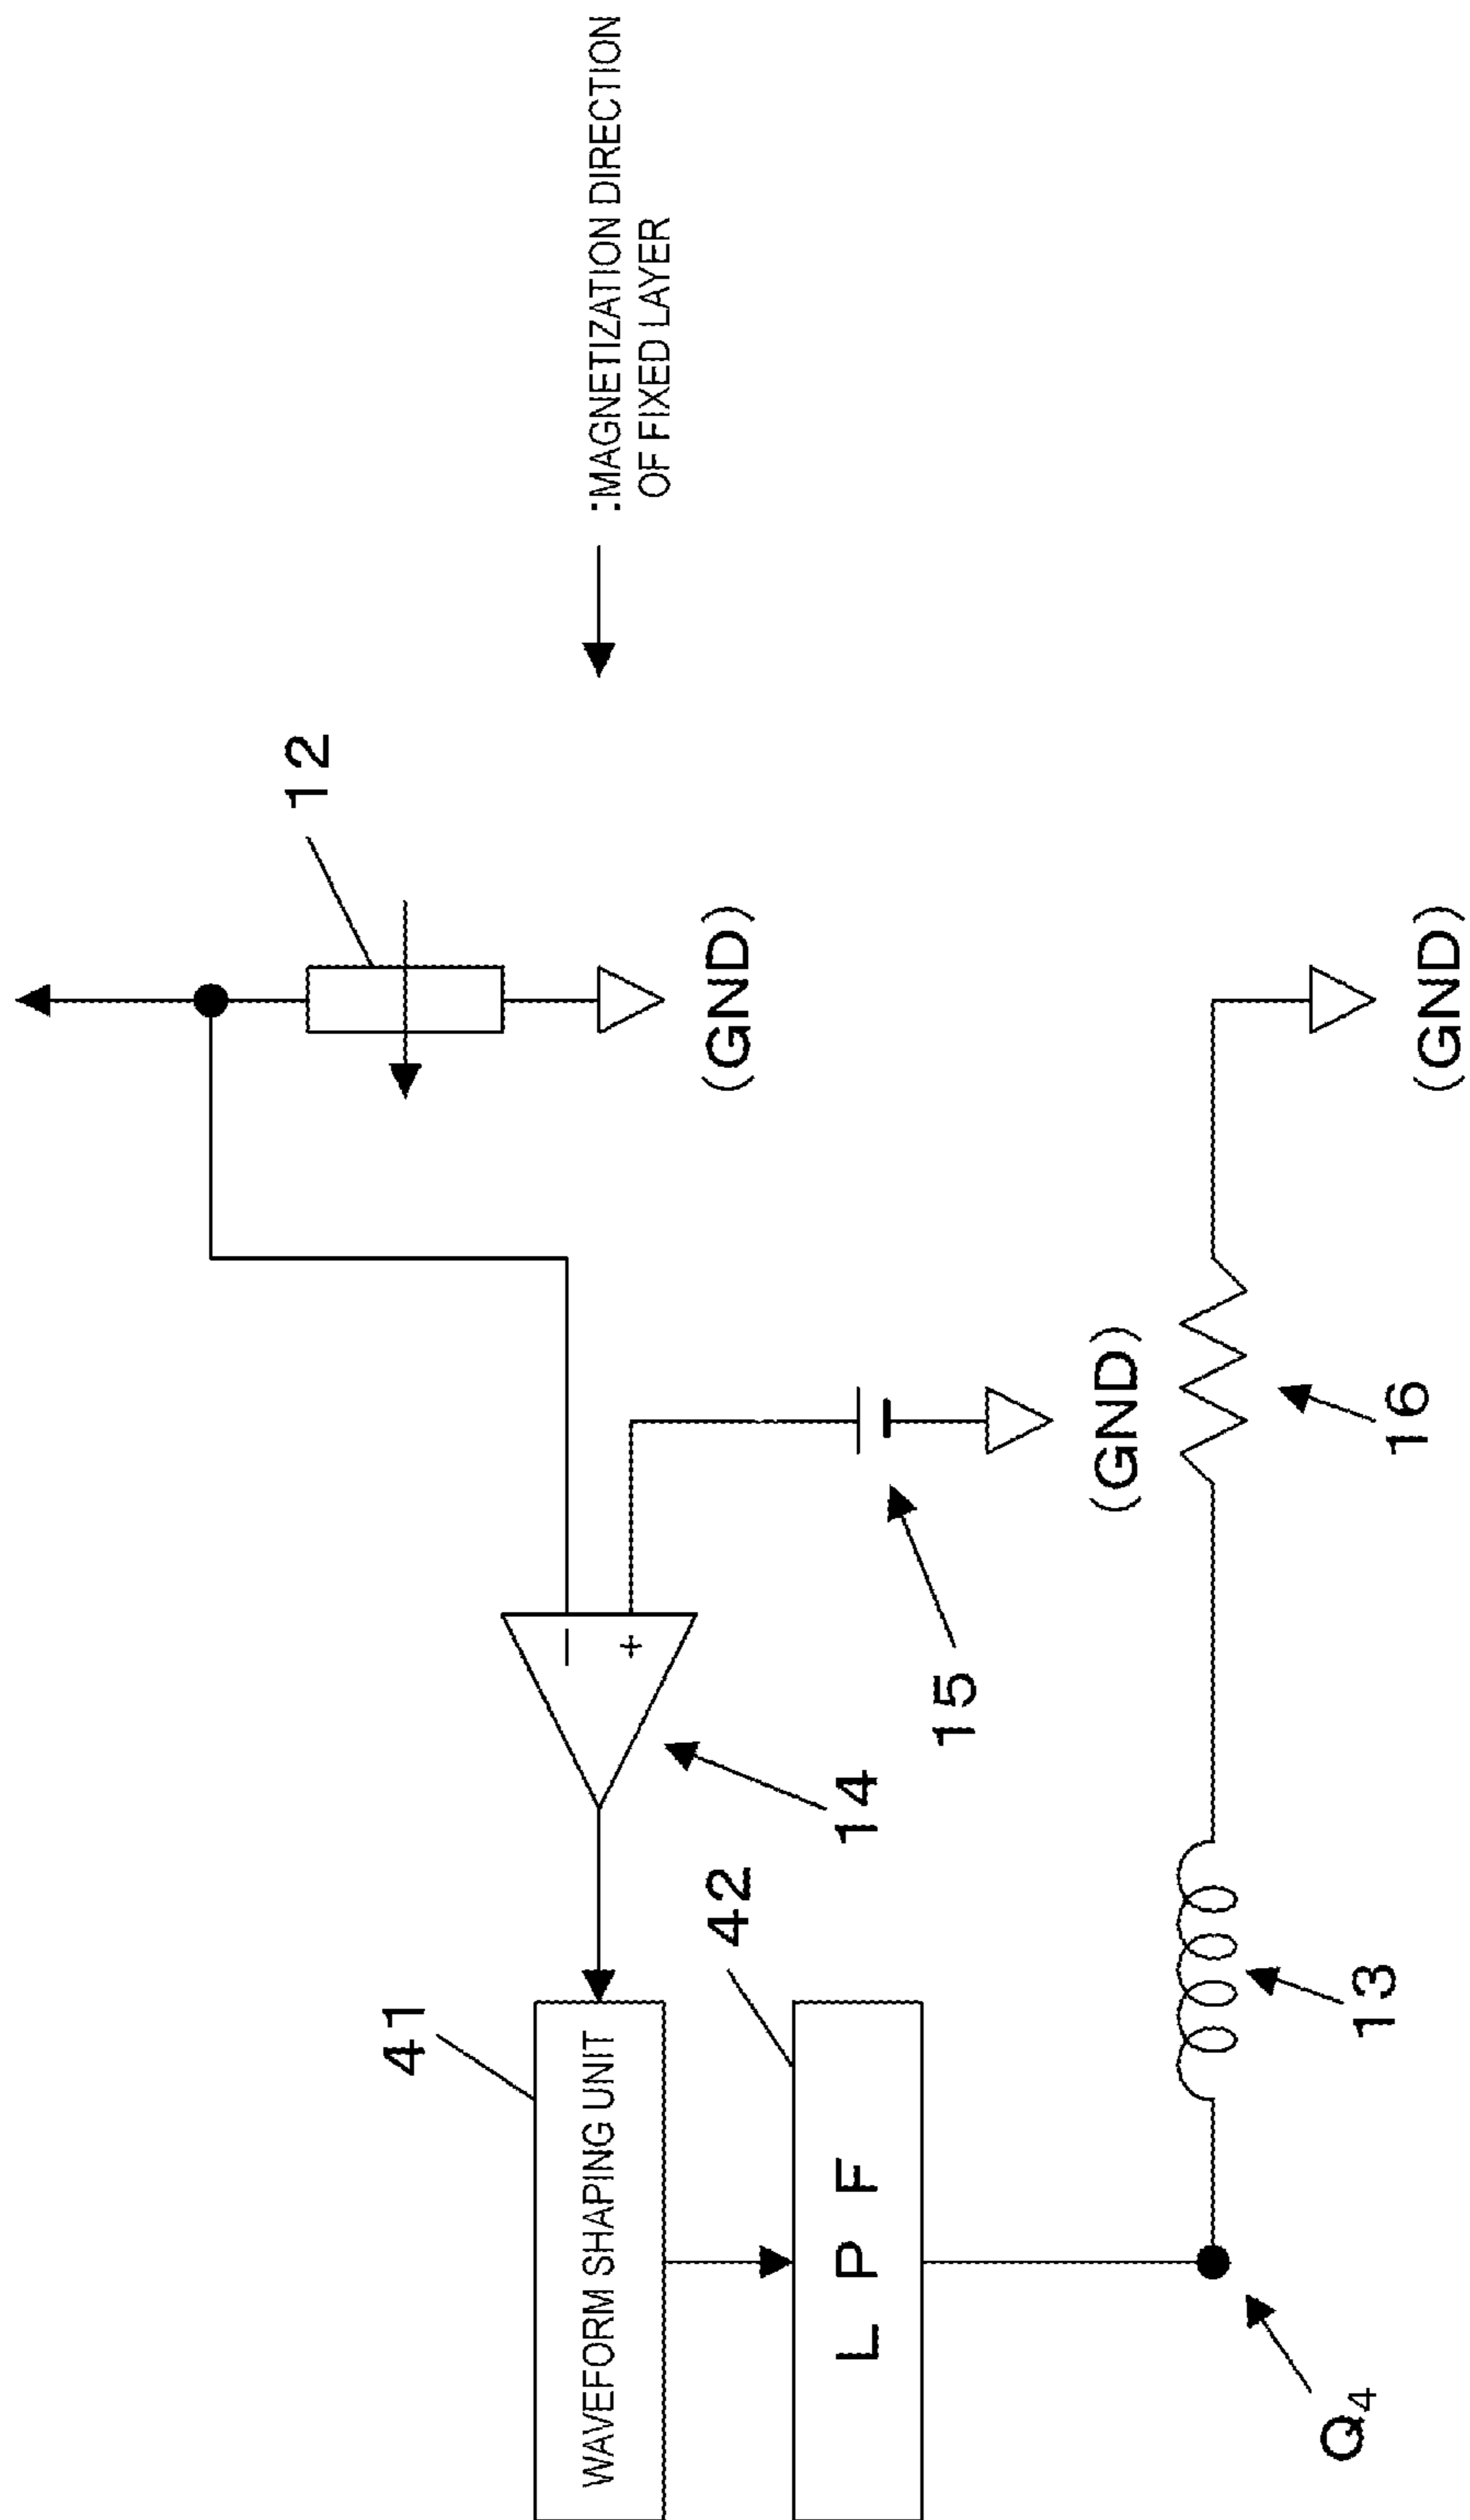 :MAGNETIZATION DIRECTION
OF FIXED LAYER
12
(GND)
(GND)
(GND)
16
15
14
42
41
13
WAVEFORM SHAPING UNIT
L P F
Q4